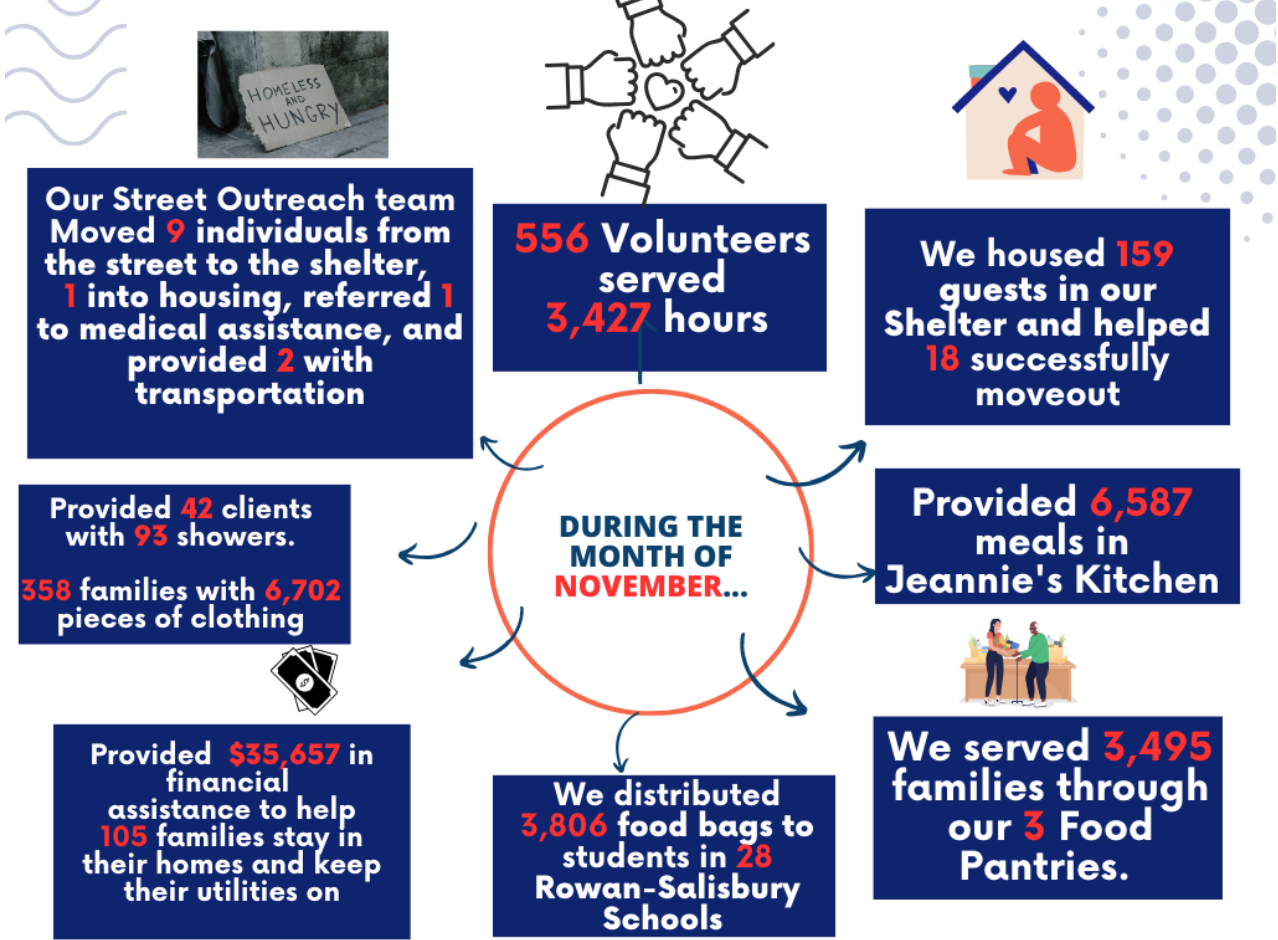 HOMELESS
AND
HUNGRY
Our Street Outreach team
Moved 9 individuals from
the street to the shelter,
1 into housing, referred 1
to medical assistance, and
provided 2 with
transportation
556 Volunteers
served
3,427 hours
We housed 159
guests in our
Shelter and helped
18 successfully
moveout
Provided 42 clients
with 93 showers.
358 families with 6,702
pieces of clothing
DURING THE
MONTH OF
NOVEMBER...
Provided 6,587
meals in
Jeannie's Kitchen
Provided $35,657 in
financial
assistance to help
105 families stay in
their homes and keep
their utilities on
We distributed
3,806 food bags to
students in 28
Rowan-Salisbury
Schools
We served 3,495
families through
our 3 Food
Pantries.